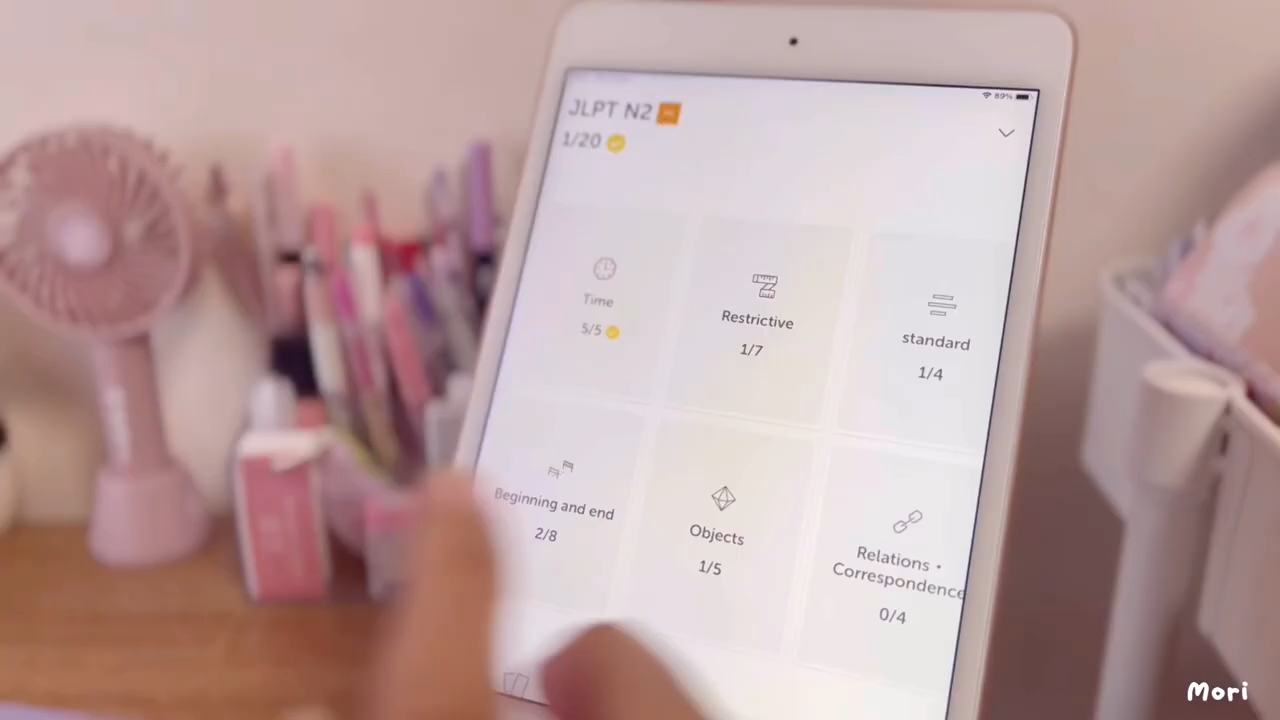 89%
JLPT N2
1/20
Time
5/5
Restrictive
1/7
standard
1/4
Beginning and end
2/8
Objects
1/5
Relations •
Correspondence
0/4
Mori